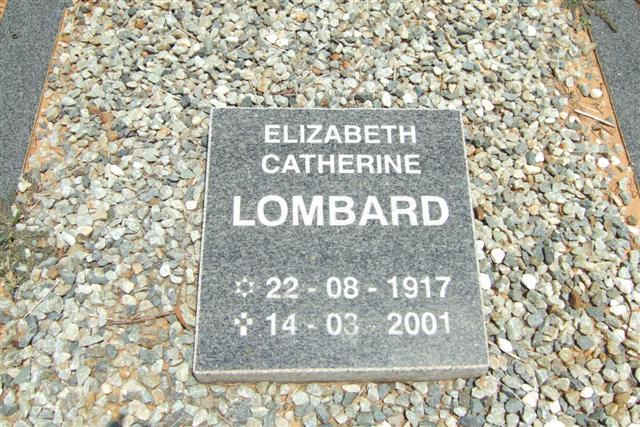 ELIZABETH
CATHERINE
LOMBARD
22 - 08 - 1917
14 - 03 - 2001